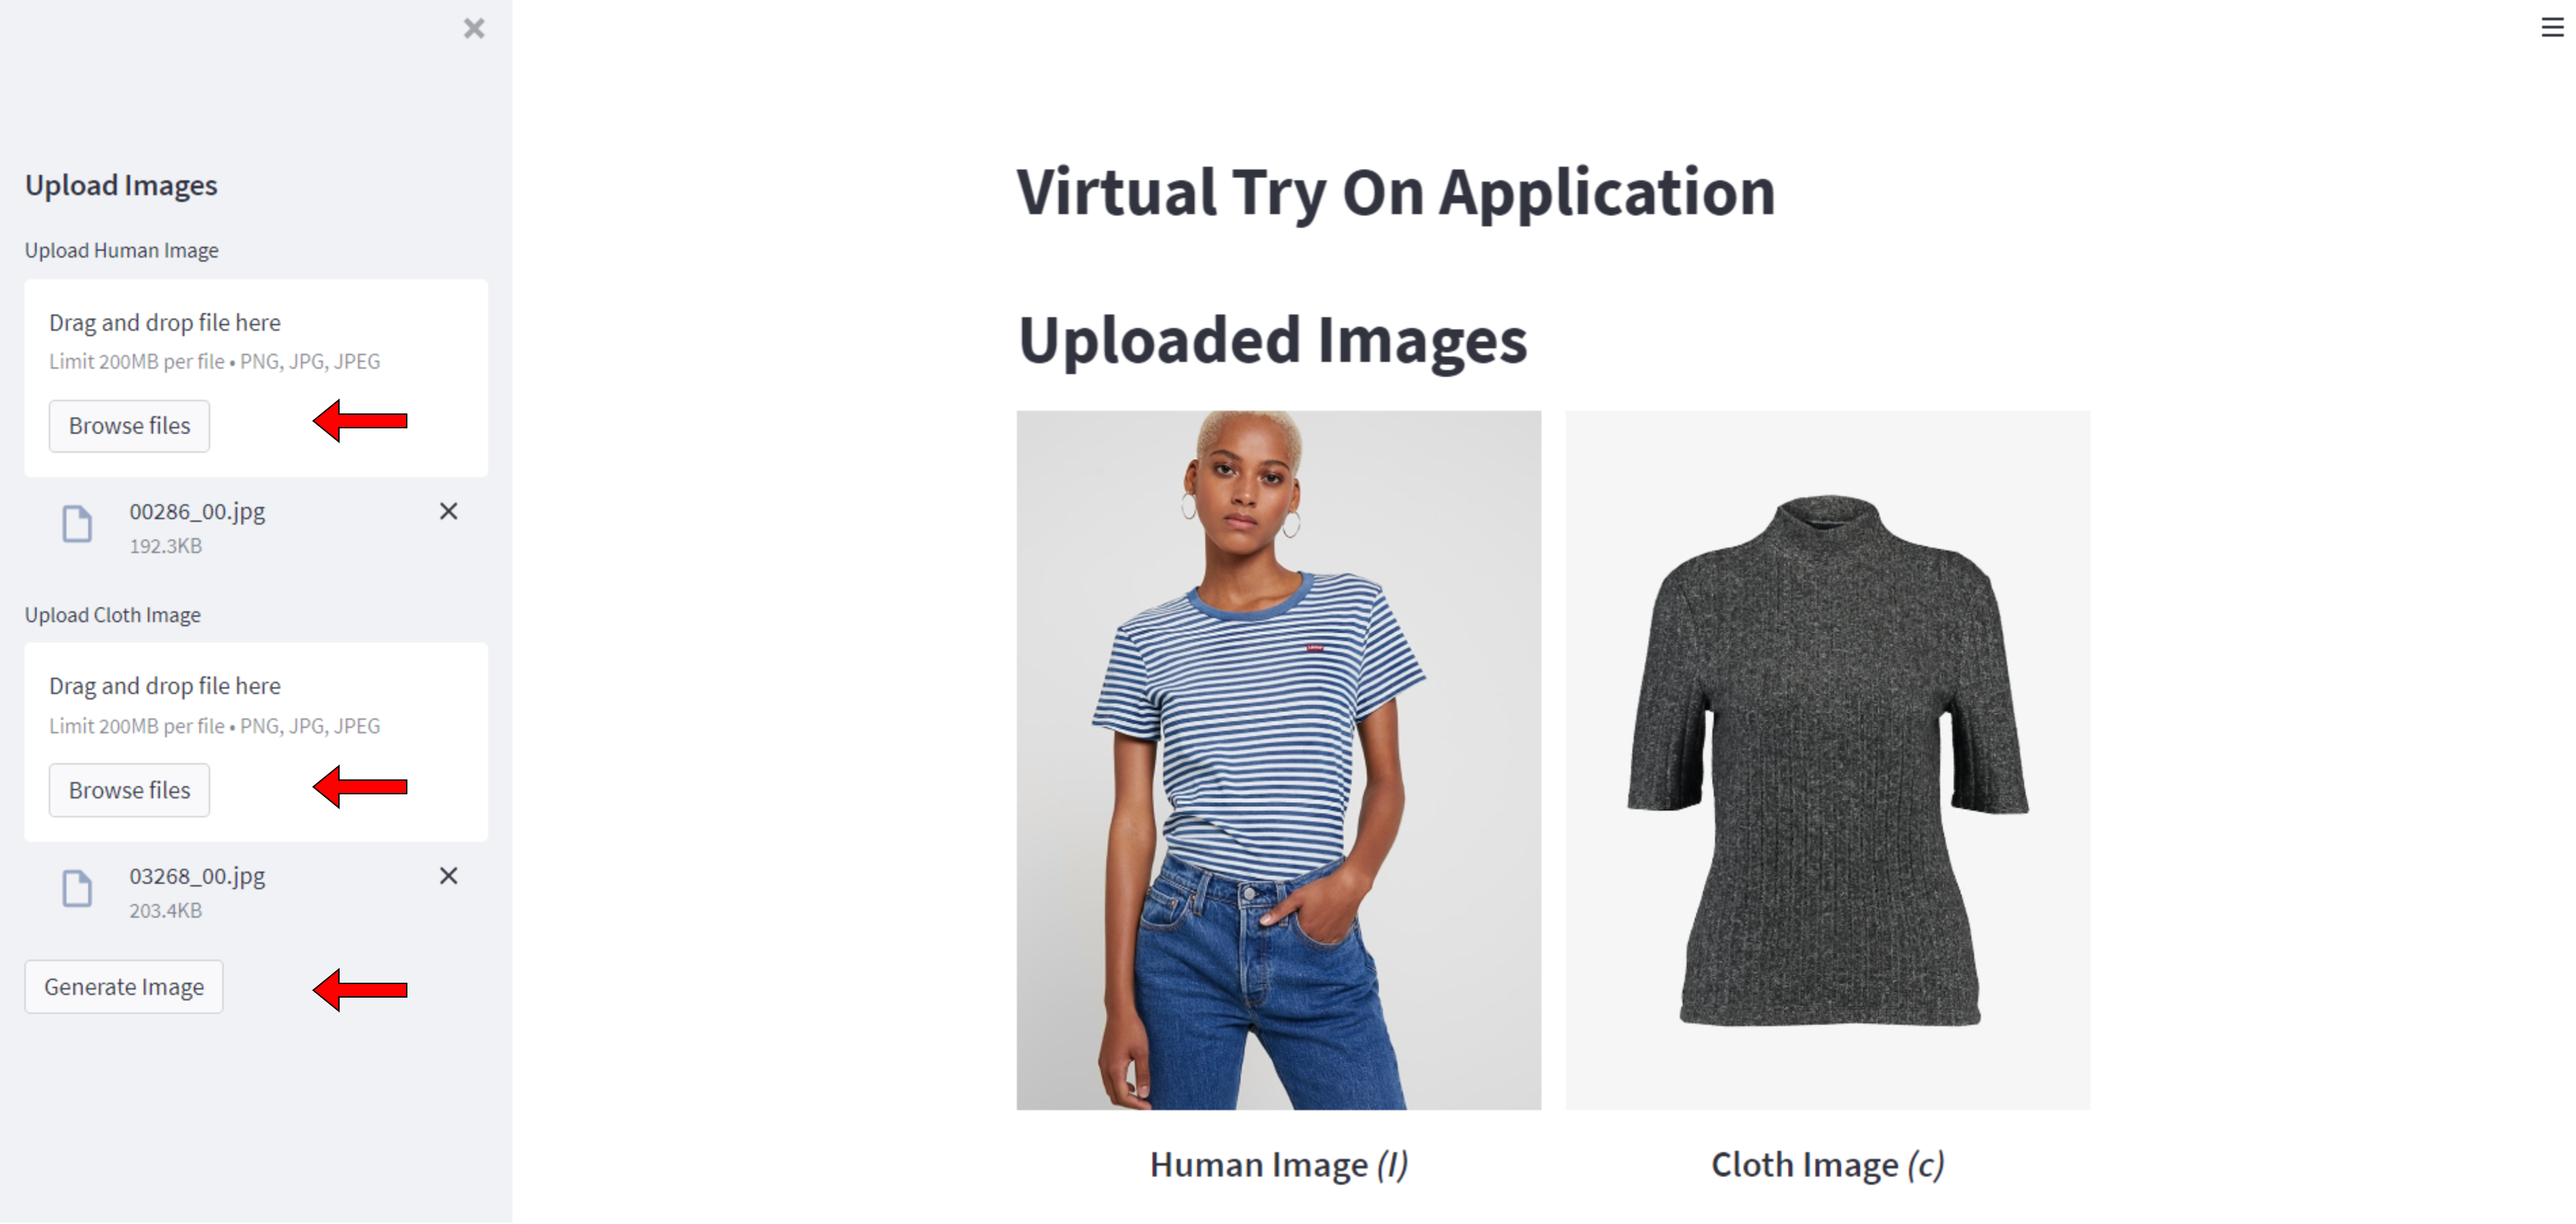 Upload Images
Upload Human Image
Drag and drop file here
Limit 200MB per file • PNG, JPG, JPEG
Browse files
00286_00.jpg
192.3KB
Upload Cloth Image
Drag and drop file here
Limit 200MB per file • PNG, JPG, JPEG
Browse files
03268_00.jpg
203.4KB
Generate Image
Virtual Try On Application
Uploaded Images
Human Image (I)
Cloth Image (c)